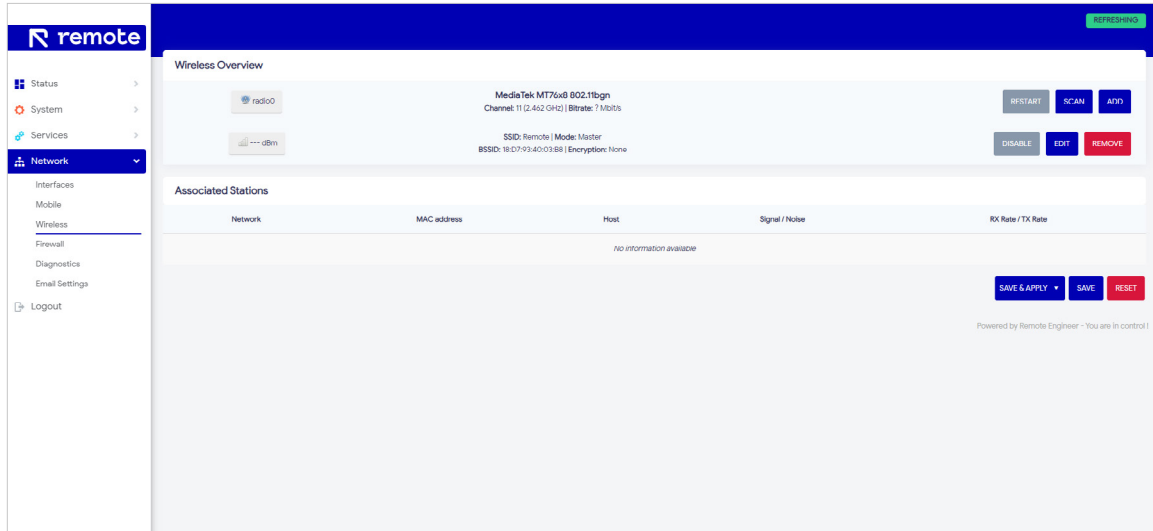 REFRESHING
remote
Status
System
Services
Network
Interfaces
Mobile
Wireless
Firewall
Diagnostics
Email Settings
Logout
Wireless Overview
radio0
MediaTek MT76x8 802.11bgn
Channel: 11 (2.462 GHz) | Bitrate: ? Mbit/s
RESTART SCAN ADD
--- dBm
SSID: Remote | Mode: Master
BSSID: 18:D7:93:40:03:B8 | Encryption: None
DISABLE EDIT REMOVE
Associated Stations
Network MAC address Host Signal / Noise RX Rate / TX Rate
No information available
SAVE & APPLY SAVE RESET
Powered by Remote Engineer - You are in control !